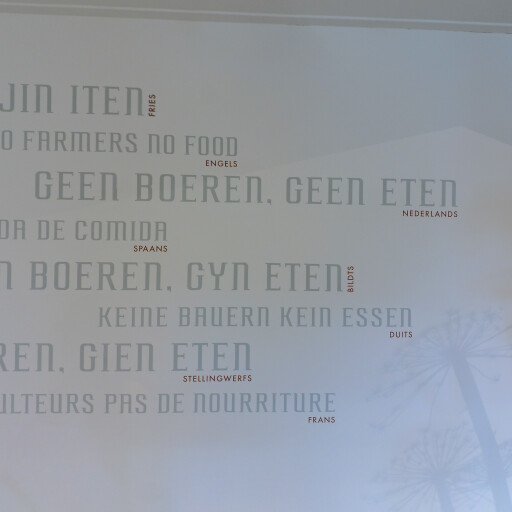 JIN ITEN FRIES
O FARMERS NO FOOD
ENGELS
GEEN BOEREN, GEEN ETEN
NEDERLANDS
DA DE COMIDA
SPAANS
N BOEREN, GYN ETEN BILDTS
KEINE BAUERN KEIN ESSEN
DUITS
REN, GIEN ETEN
STELLINGWERFS
ULTEURS PAS DE NOURRITURE
FRANS